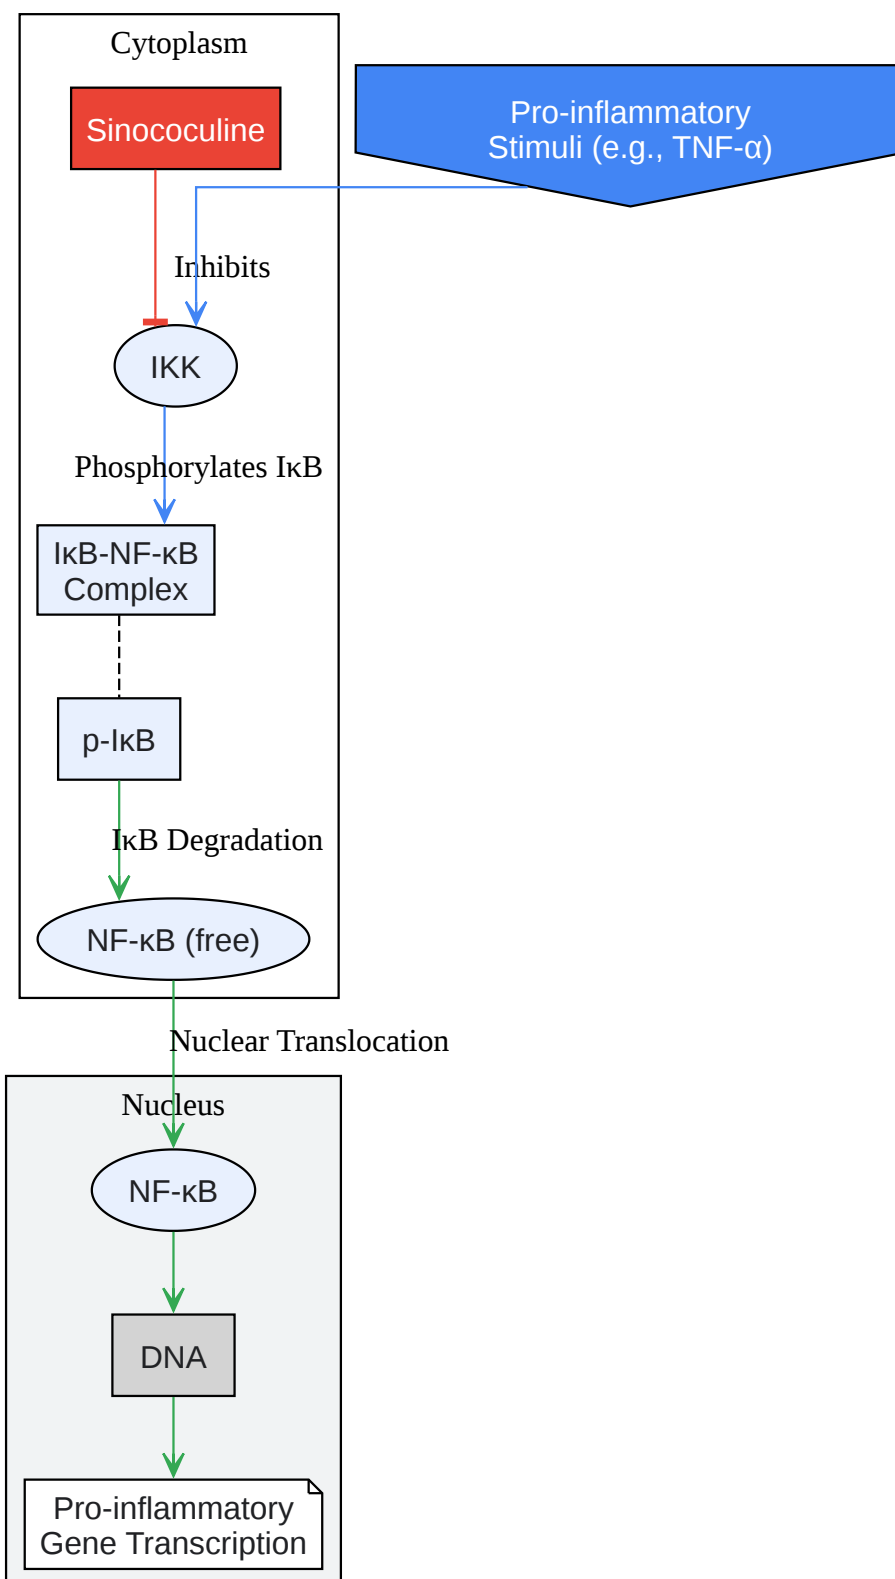 Cytoplasm
Sinococuline
Pro-inflammatory
Stimuli (e.g., TNF-α)
Inhibits
IKK
Phosphorylates IκB
IκB-NF-κB
Complex
p-IκB
IκB Degradation
NF-κB (free)
Nuclear Translocation
Nucleus
NF-κB
DNA
Pro-inflammatory
Gene Transcription